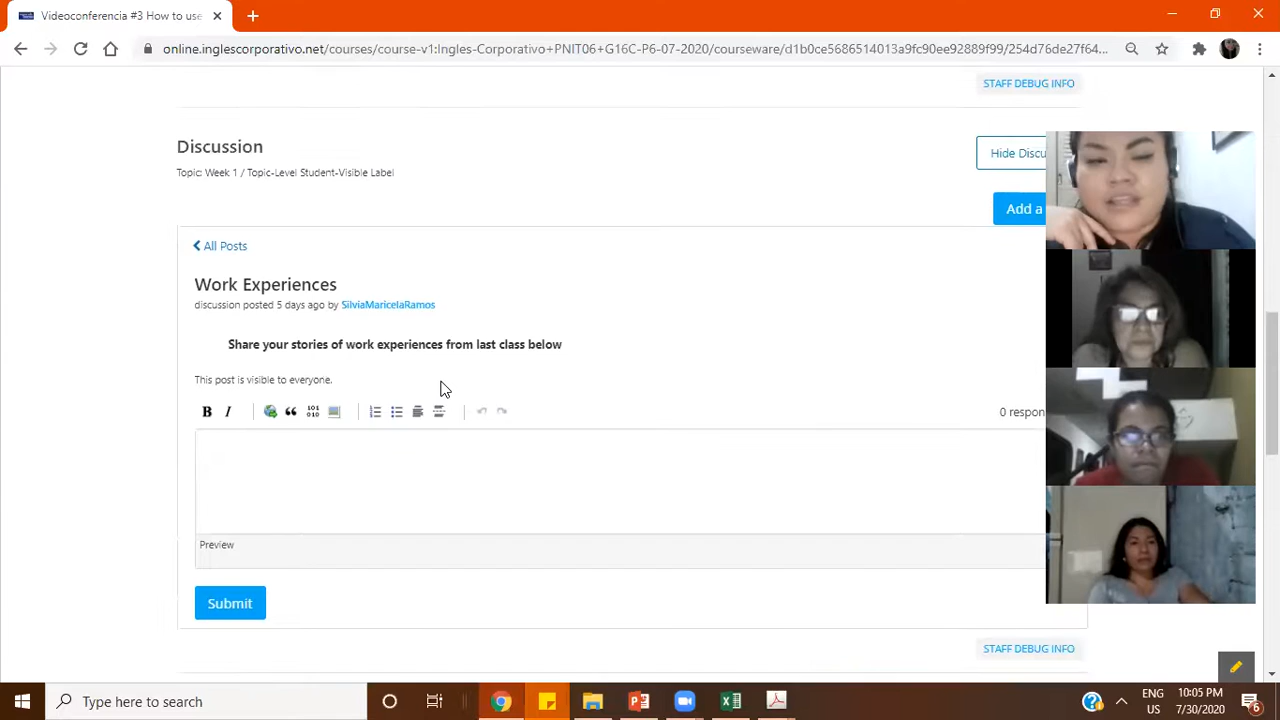 Videoconferencia #3 How to use
online.inglescorporativo.net/courses/course-v1:Ingles-Corporativo+PNIT06+G16C-P6-07-2020/courseware/d1b0ce5686514013a9fc90ee92889f99/254d76de27f64...
STAFF DEBUG INFO
Discussion
Hide Discu
Topic: Week 1 / Topic-Level Student-Visible Label
Add a
All Posts
Work Experiences
discussion posted 5 days ago by SilviaMaricelaRamos
Share your stories of work experiences from last class below
This post is visible to everyone.
B I
0 respon
Preview
Submit
STAFF DEBUG INFO
Type here to search
ENG
US
10:05 PM
7/30/2020
6